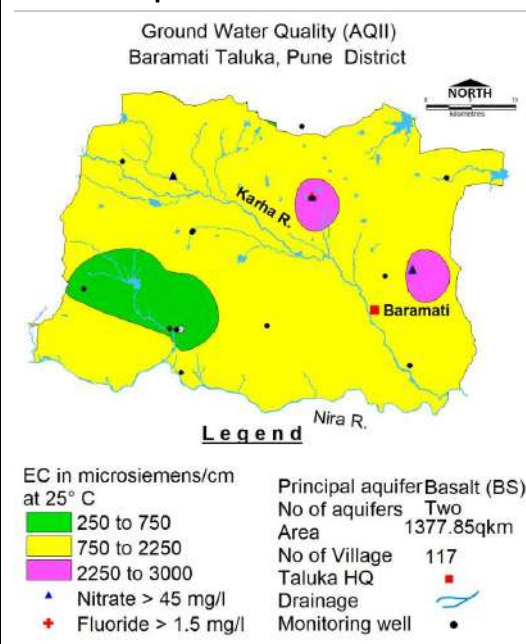 Ground Water Quality (AQII)
Baramati Taluka, Pune District
NORTH
kilometres
Karha R.
Baramati
Nira R.
Legend
EC in microsiemens/cm
at 25° C
250 to 750
750 to 2250
2250 to 3000
Nitrate > 45 mg/l
Fluoride > 1.5 mg/l
Principal aquifer Basalt (BS)
No of aquifers Two
Area 1377.85qkm
No of Village 117
Taluka HQ
Drainage
Monitoring well